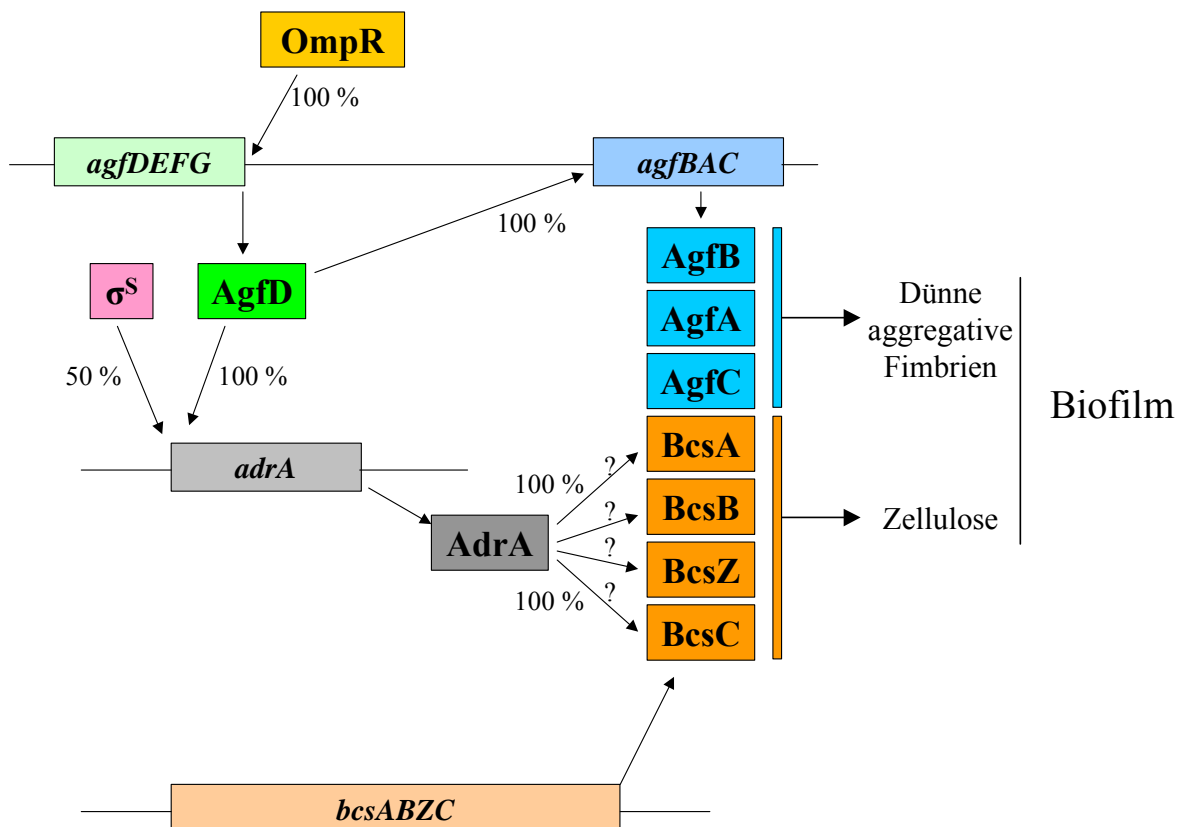 OmpR
100 %
agfDEFG
agfBAC
100 %
σS
AgfD
AgfB
AgfA
AgfC
50 %
100 %
Dünne
aggregative
Fimbrien
Biofilm
adrA
AdrA
100 %
?
?
?
?
100 %
BcsA
BcsB
BcsZ
BcsC
Zellulose
bcsABZC